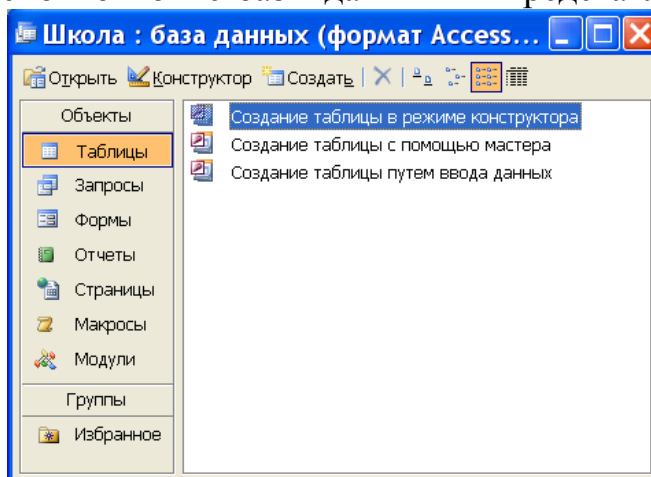 Школа : база данных (формат Access...
Открыть Конструктор Создать
Объекты
Таблицы
Запросы
Формы
Отчеты
Страницы
Макросы
Модули
Группы
Избранное
Создание таблицы в режиме конструктора
Создание таблицы с помощью мастера
Создание таблицы путем ввода данных